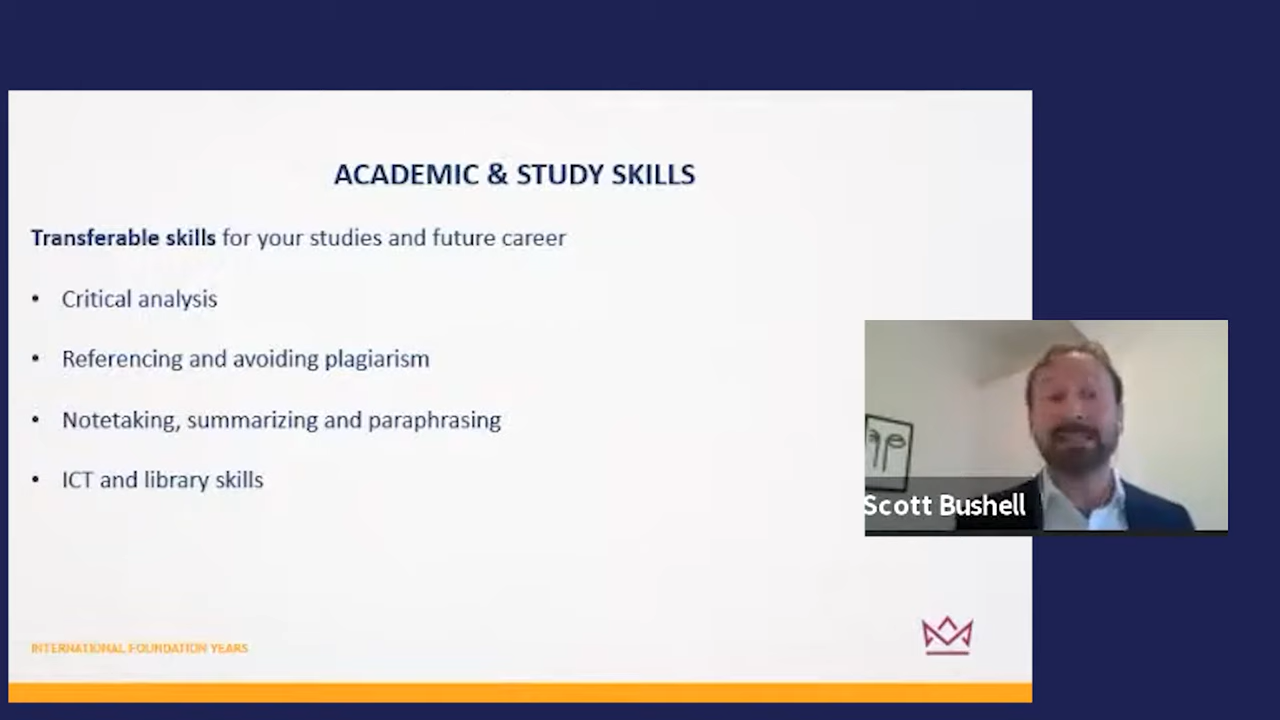 ACADEMIC & STUDY SKILLS
Transferable skills for your studies and future career
• Critical analysis
• Referencing and avoiding plagiarism
• Notetaking, summarizing and paraphrasing
• ICT and library skills
Scott Bushell
INTERNATIONAL FOUNDATION YEARS